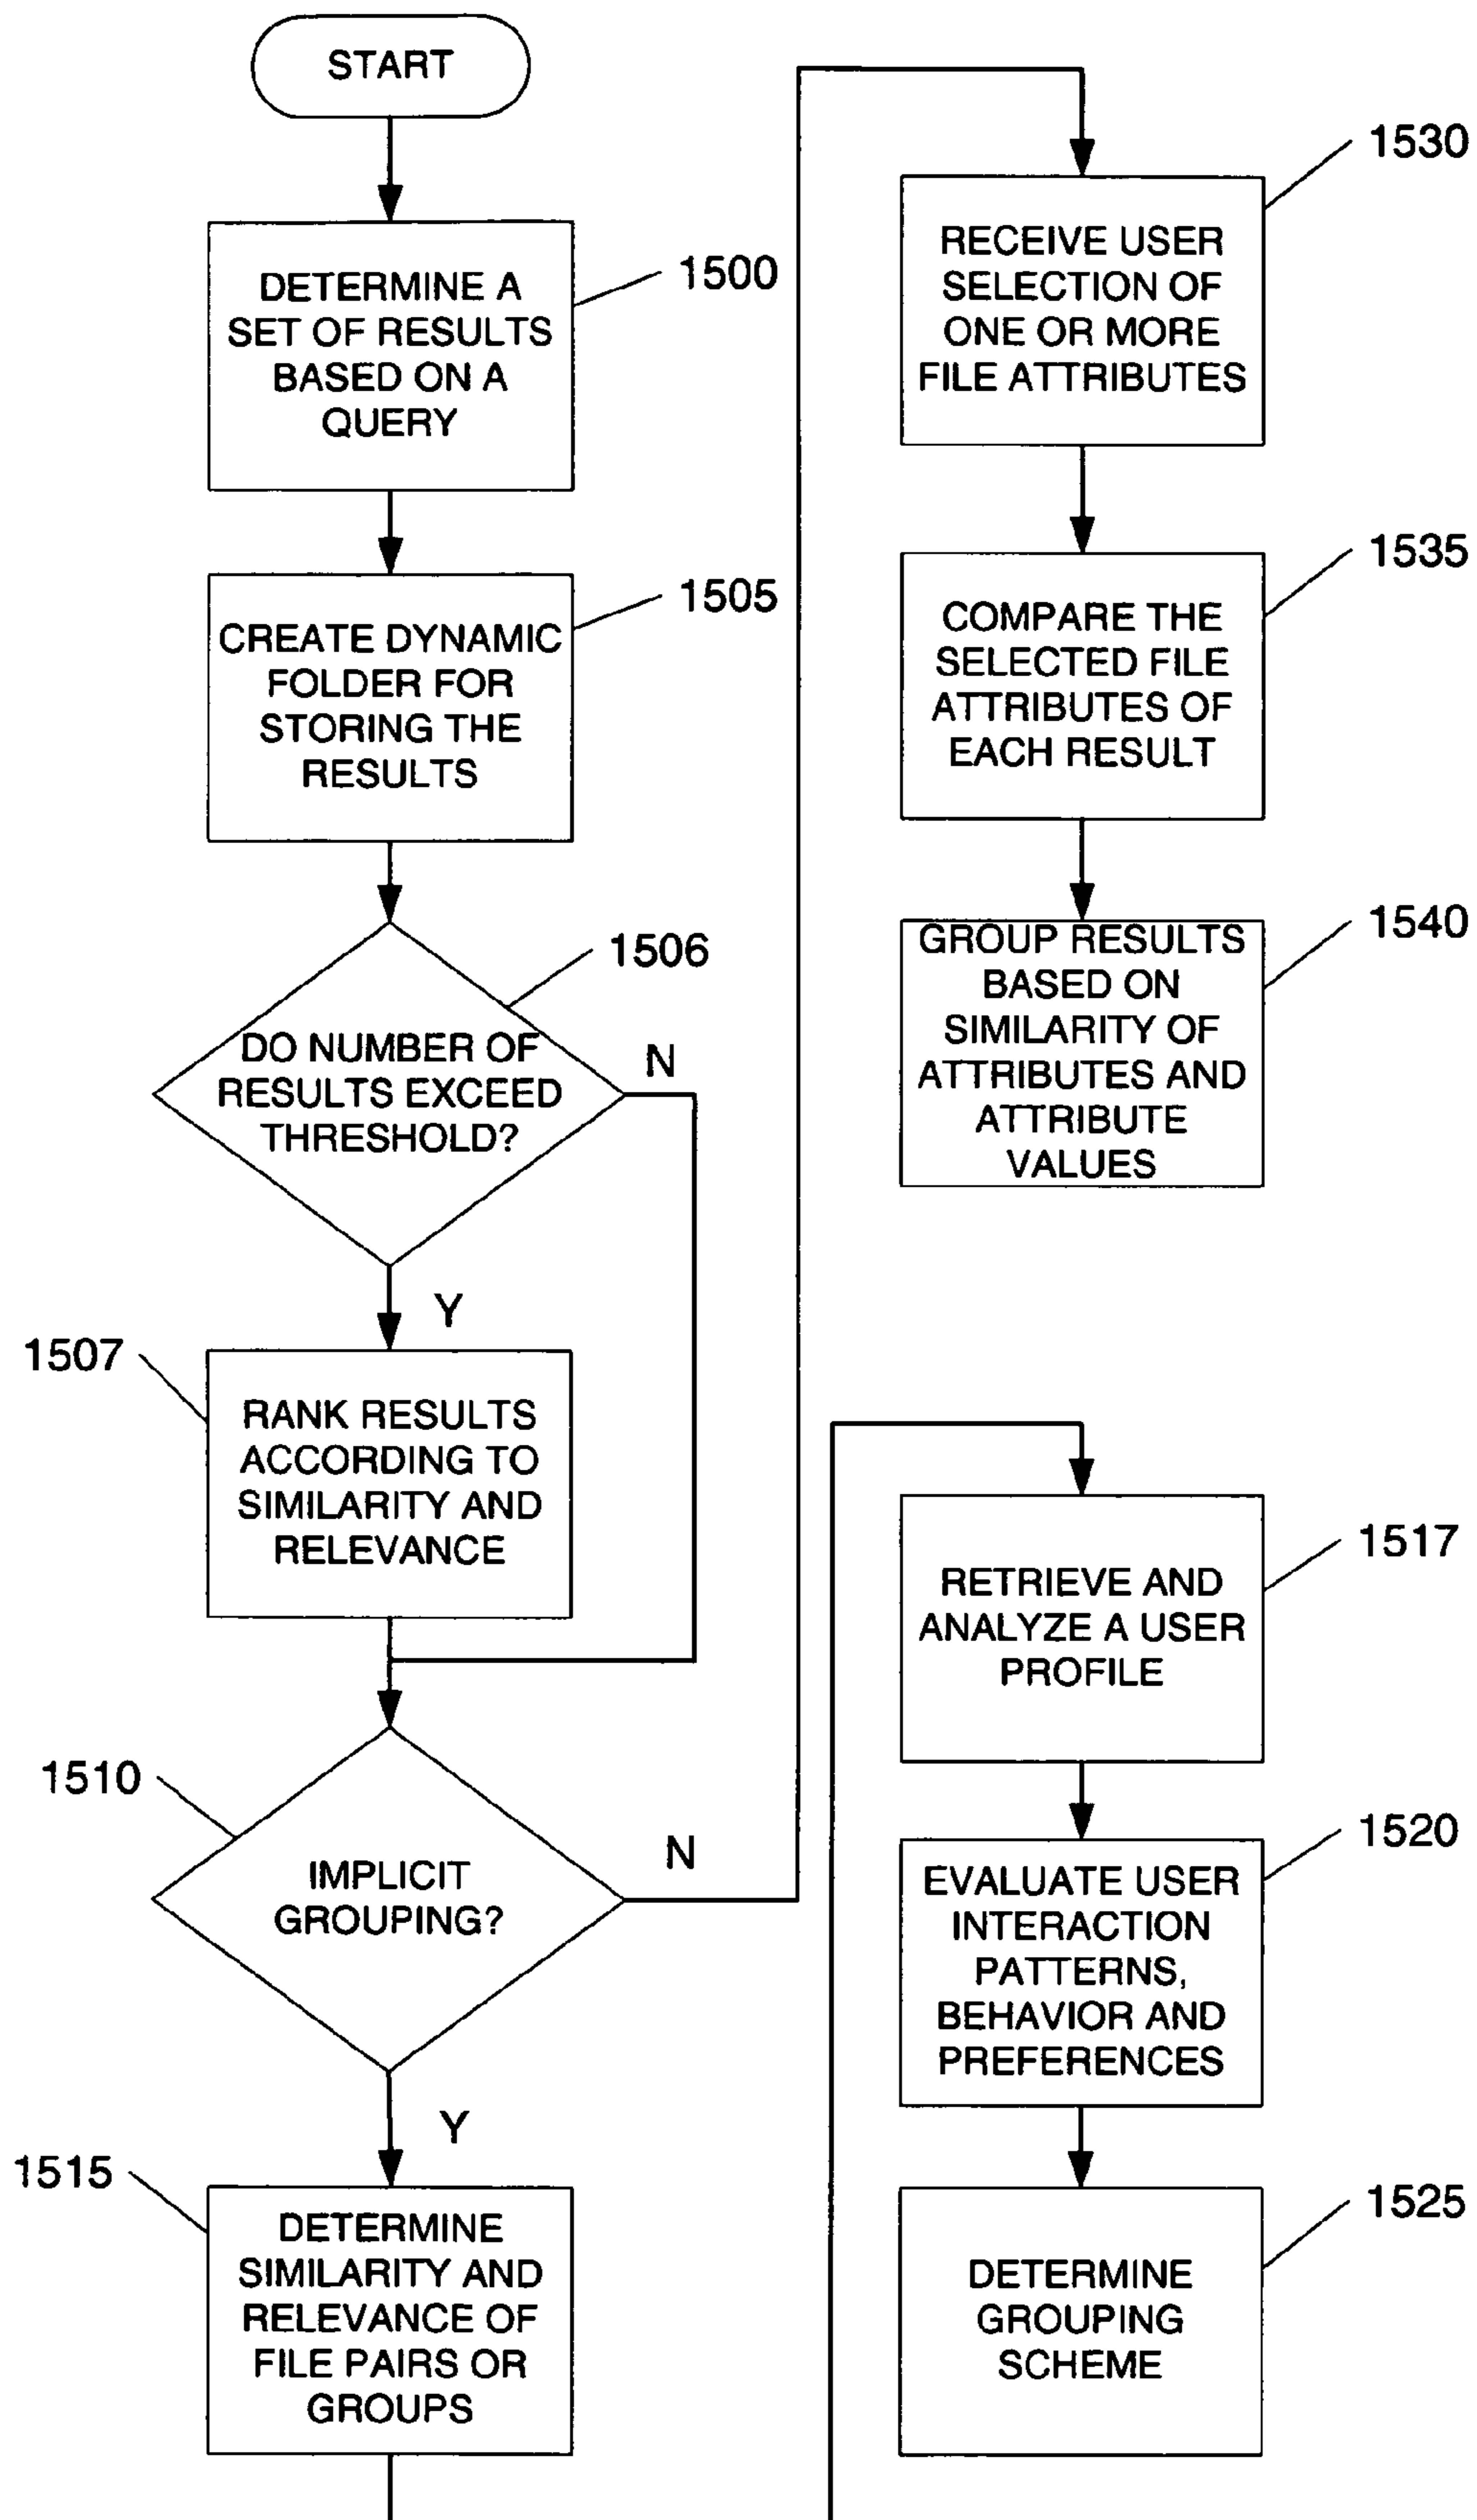 START
DETERMINE A
SET OF RESULTS
BASED ON A
QUERY
1500
CREATE DYNAMIC
FOLDER FOR
STORING THE
RESULTS
1505
DO NUMBER OF
RESULTS EXCEED
THRESHOLD?
1506
N
Y
1507
RANK RESULTS
ACCORDING TO
SIMILARITY AND
RELEVANCE
1510
IMPLICIT
GROUPING?
N
Y
1515
DETERMINE
SIMILARITY AND
RELEVANCE OF
FILE PAIRS OR
GROUPS
1530
RECEIVE USER
SELECTION OF
ONE OR MORE
FILE ATTRIBUTES
1535
COMPARE THE
SELECTED FILE
ATTRIBUTES OF
EACH RESULT
1540
GROUP RESULTS
BASED ON
SIMILARITY OF
ATTRIBUTES AND
ATTRIBUTE
VALUES
1517
RETRIEVE AND
ANALYZE A USER
PROFILE
1520
EVALUATE USER
INTERACTION
PATTERNS,
BEHAVIOR AND
PREFERENCES
1525
DETERMINE
GROUPING
SCHEME